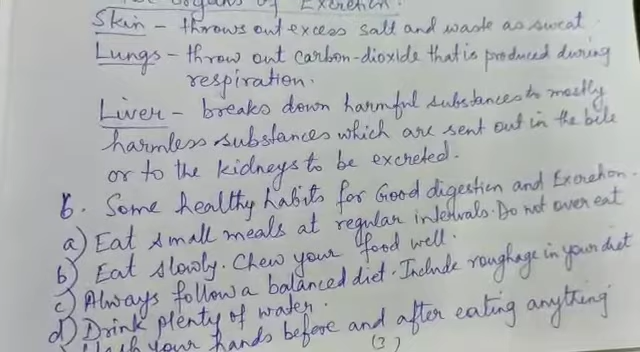 Organs of Excretion.
Skin – throws out excess salt and waste as sweat.
Lungs – throw out carbon-dioxide that is produced during
respiration.
Liver – breaks down harmful substances to mostly
harmless substances which are sent out in the bile
or to the kidneys to be excreted.
6. Some healthy habits for Good digestion and Excretion.
a) Eat small meals at regular intervals. Do not over eat
b) Eat slowly. Chew your food well.
c) Always follow a balanced diet. Include roughage in your diet
d) Drink plenty of water.
your hands before and after eating anything
(3)